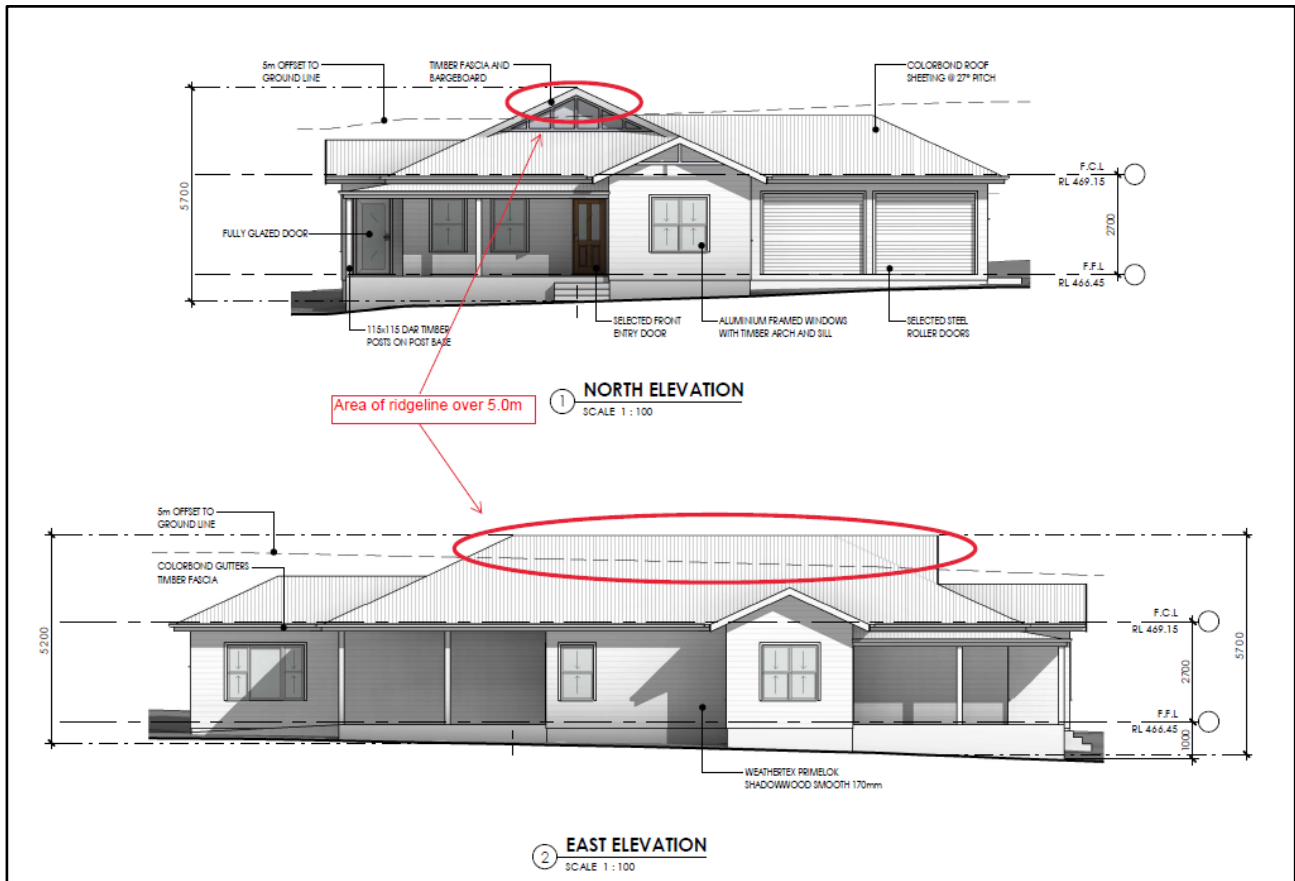 5m OFFSET TO
GROUND LINE
TIMBER FASCIA AND
BARGEBOARD
COLORBOND ROOF
SHEETING @ 27° PITCH
5700
F.C.L
RL 469.15
2700
FULLY GLAZED DOOR
F.F.L
RL 466.45
115x115 DAR TIMBER
POSTS ON POST BASE
SELECTED FRONT
ENTRY DOOR
ALUMINIUM FRAMED WINDOWS
WITH TIMBER ARCH AND SILL
SELECTED STEEL
ROLLER DOORS
1 NORTH ELEVATION
SCALE 1 : 100
Area of ridgeline over 5.0m
5m OFFSET TO
GROUND LINE
COLORBOND GUTTERS
TIMBER FASCIA
5200
F.C.L
RL 469.15
2700
5700
F.F.L
RL 466.45
1000
WEATHERTEX PRIMELOK
SHADOWWOOD SMOOTH 170mm
2 EAST ELEVATION
SCALE 1 : 100